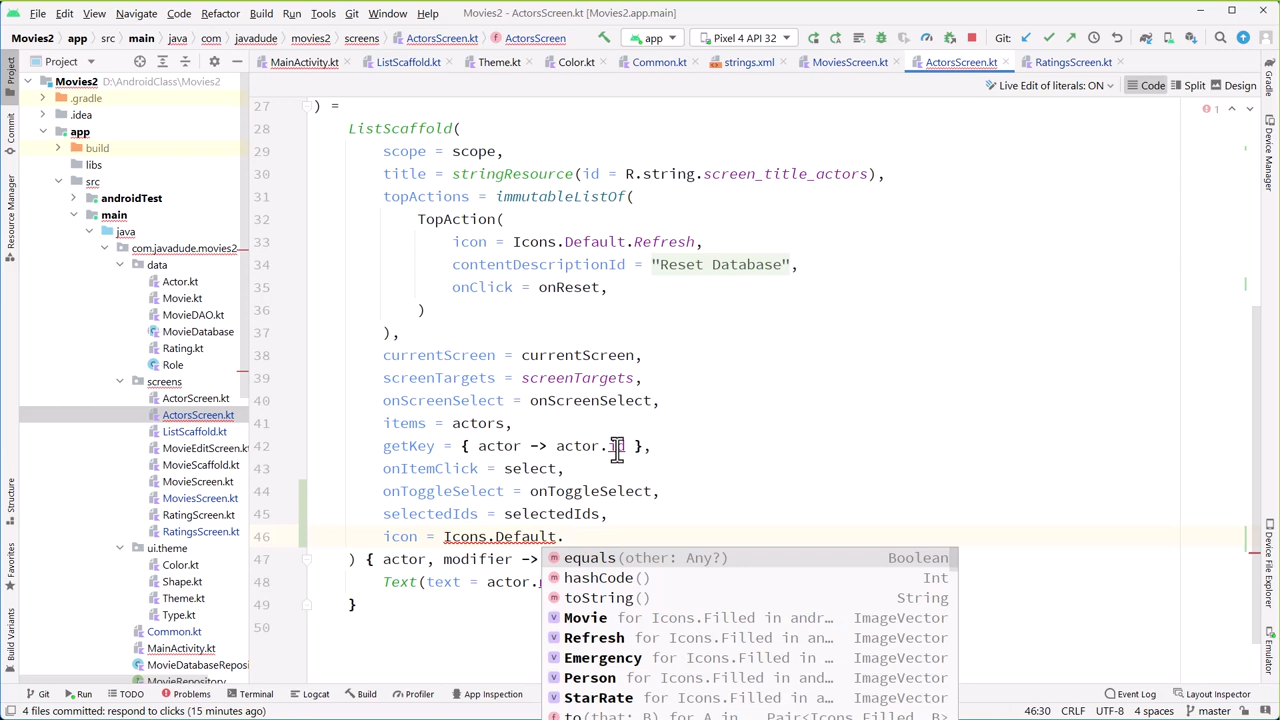 File Edit View Navigate Code Refactor Build Run Tools Git Window Help Movies2 - ActorsScreen.kt [Movies2.app.main]
Movies2 app src main java com javadude movies2 screens ActorsScreen.kt ActorsScreen app Pixel 4 API 32 Git:
Project MainActivity.kt ListScaffold.kt Theme.kt Color.kt Common.kt strings.xml MoviesScreen.kt ActorsScreen.kt RatingsScreen.kt
Live Edit of literals: ON Code Split Design
Movies2 D:\AndroidClass\Movies2
.gradle
.idea
app
build
libs
src
androidTest
main
java
com.javadude.movies2
data
Actor.kt
Movie.kt
MovieDAO.kt
MovieDatabase
Rating.kt
Role
screens
ActorScreen.kt
ActorsScreen.kt
ListScaffold.kt
MovieEditScreen.kt
MovieScaffold.kt
MovieScreen.kt
MoviesScreen.kt
RatingScreen.kt
RatingsScreen.kt
ui.theme
Color.kt
Shape.kt
Theme.kt
Type.kt
Common.kt
MainActivity.kt
MovieDatabaseReposi
27 ) =
28 ListScaffold(
29 scope = scope,
30 title = stringResource(id = R.string.screen_title_actors),
31 topActions = immutableListOf(
32 TopAction(
33 icon = Icons.Default.Refresh,
34 contentDescriptionId = "Reset Database",
35 onClick = onReset,
36 )
37 ),
38 currentScreen = currentScreen,
39 screenTargets = screenTargets,
40 onScreenSelect = onScreenSelect,
41 items = actors,
42 getKey = { actor -> actor.id },
43 onItemClick = select,
44 onToggleSelect = onToggleSelect,
45 selectedIds = selectedIds,
46 icon = Icons.Default.
47 ) { actor, modifier ->
48 Text(text = actor.
49 }
50
equals(other: Any?) Boolean
hashCode() Int
toString() String
Movie for Icons.Filled in andr... ImageVector
Refresh for Icons.Filled in an... ImageVector
Emergency for Icons.Filled in ... ImageVector
Person for Icons.Filled in and... ImageVector
StarRate for Icons.Filled in a... ImageVector
to(that: B) for A in ... Pair<Icons.Filled, B>
1
Project
Commit
Resource Manager
Structure
Favorites
Build Variants
Gradle
Device Manager
Device File Explorer
Emulator
Git Run TODO Problems Terminal Logcat Build Profiler App Inspection Event Log Layout Inspector
4 files committed: respond to clicks (15 minutes ago) 46:30 CRLF UTF-8 4 spaces master